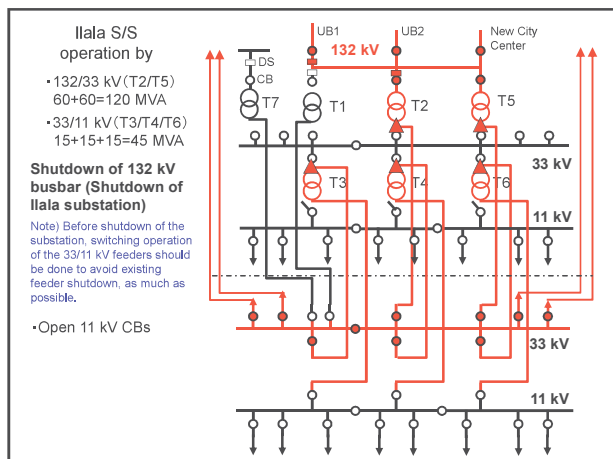 Ilala S/S
operation by
・132/33 kV(T2/T5)
60+60=120 MVA
・33/11 kV(T3/T4/T6)
15+15+15=45 MVA
Shutdown of 132 kV
busbar (Shutdown of
Ilala substation)
Note) Before shutdown of the
substation, switching operation
of the 33/11 kV feeders should
be done to avoid existing
feeder shutdown, as much as
possible.
・Open 11 kV CBs
UB1
UB2
New City
Center
132 kV
DS
CB
T7
T1
T2
T5
33 kV
T3
T4
T6
11 kV
33 kV
11 kV